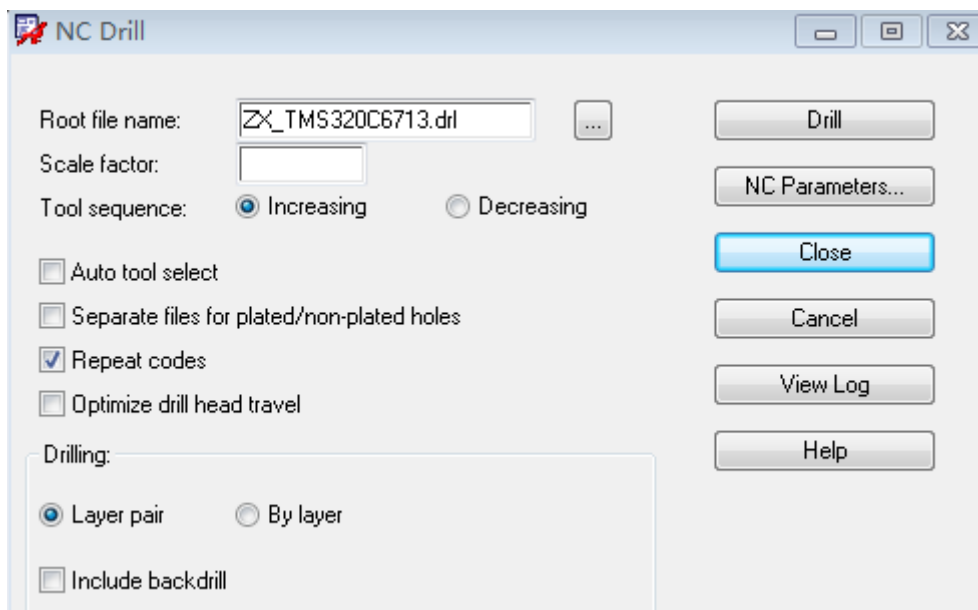 NC Drill
Root file name: ZX_TMS320C6713.drl ... Drill
Scale factor:
NC Parameters...
Tool sequence: Increasing Decreasing
Close
Auto tool select
Separate files for plated/non-plated holes
Cancel
Repeat codes
View Log
Optimize drill head travel
Help
Drilling:
Layer pair By layer
Include backdrill